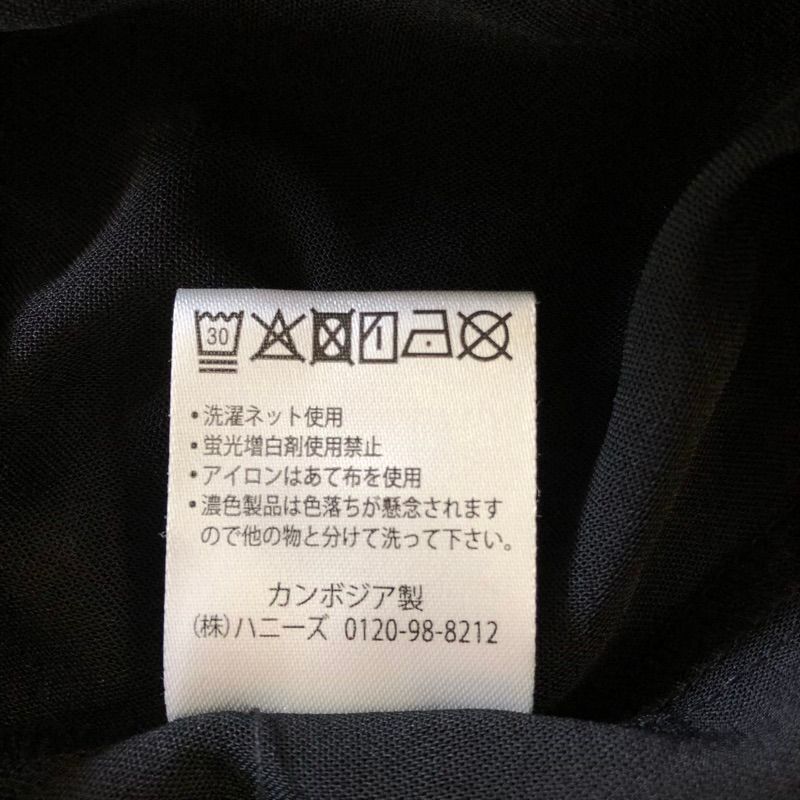 30
• 洗濯ネット使用
• 蛍光増白剤使用禁止
• アイロンはあて布を使用
• 濃色製品は色落ちが懸念されます
ので他の物と分けて洗って下さい。
カンボジア製
(株)ハニーズ 0120-98-8212